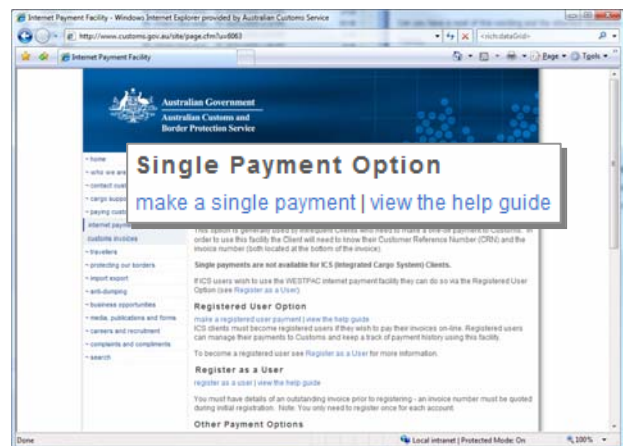 Internet Payment Facility - Windows Internet Explorer provided by Australian Customs Service
http://www.customs.gov.au/site/page.cfm?u=6063
<rich:dataGrid>
Internet Payment Facility
Page
Tools
Australian Government
Australian Customs and
Border Protection Service
Single Payment Option
make a single payment | view the help guide
- home
- who we are
- contact
- cargo
- paying
internet
customs invoices
- travellers
- protecting our borders
- import export
- anti-dumping
- business opportunities
- media, publications and forms
- careers and recruitment
- complaints and compliments
- search
This option is generally used by infrequent Clients who need to make a one-off payment to Customs. In
order to use this facility the Client will need to know their Customer Reference Number (CRN) and the
invoice number (both located at the bottom of the invoice).
Single payments are not available for ICS (Integrated Cargo System) Clients.
If ICS users wish to use the WESTPAC internet payment facility they can do so via the Registered User
Option (see Register as a User).
Registered User Option
make a registered user payment | view the help guide
ICS clients must become registered users if they wish to pay their invoices on-line. Registered users
can manage their payments to Customs and keep a track of payment history using this facility.
To become a registered user see Register as a User for more information.
Register as a User
register as a user | view the help guide
You must have details of an outstanding invoice prior to registering - an invoice number must be quoted
during initial registration. Note: You only need to register once for each account.
Other Payment Options
Done
Local intranet | Protected Mode: On
100%